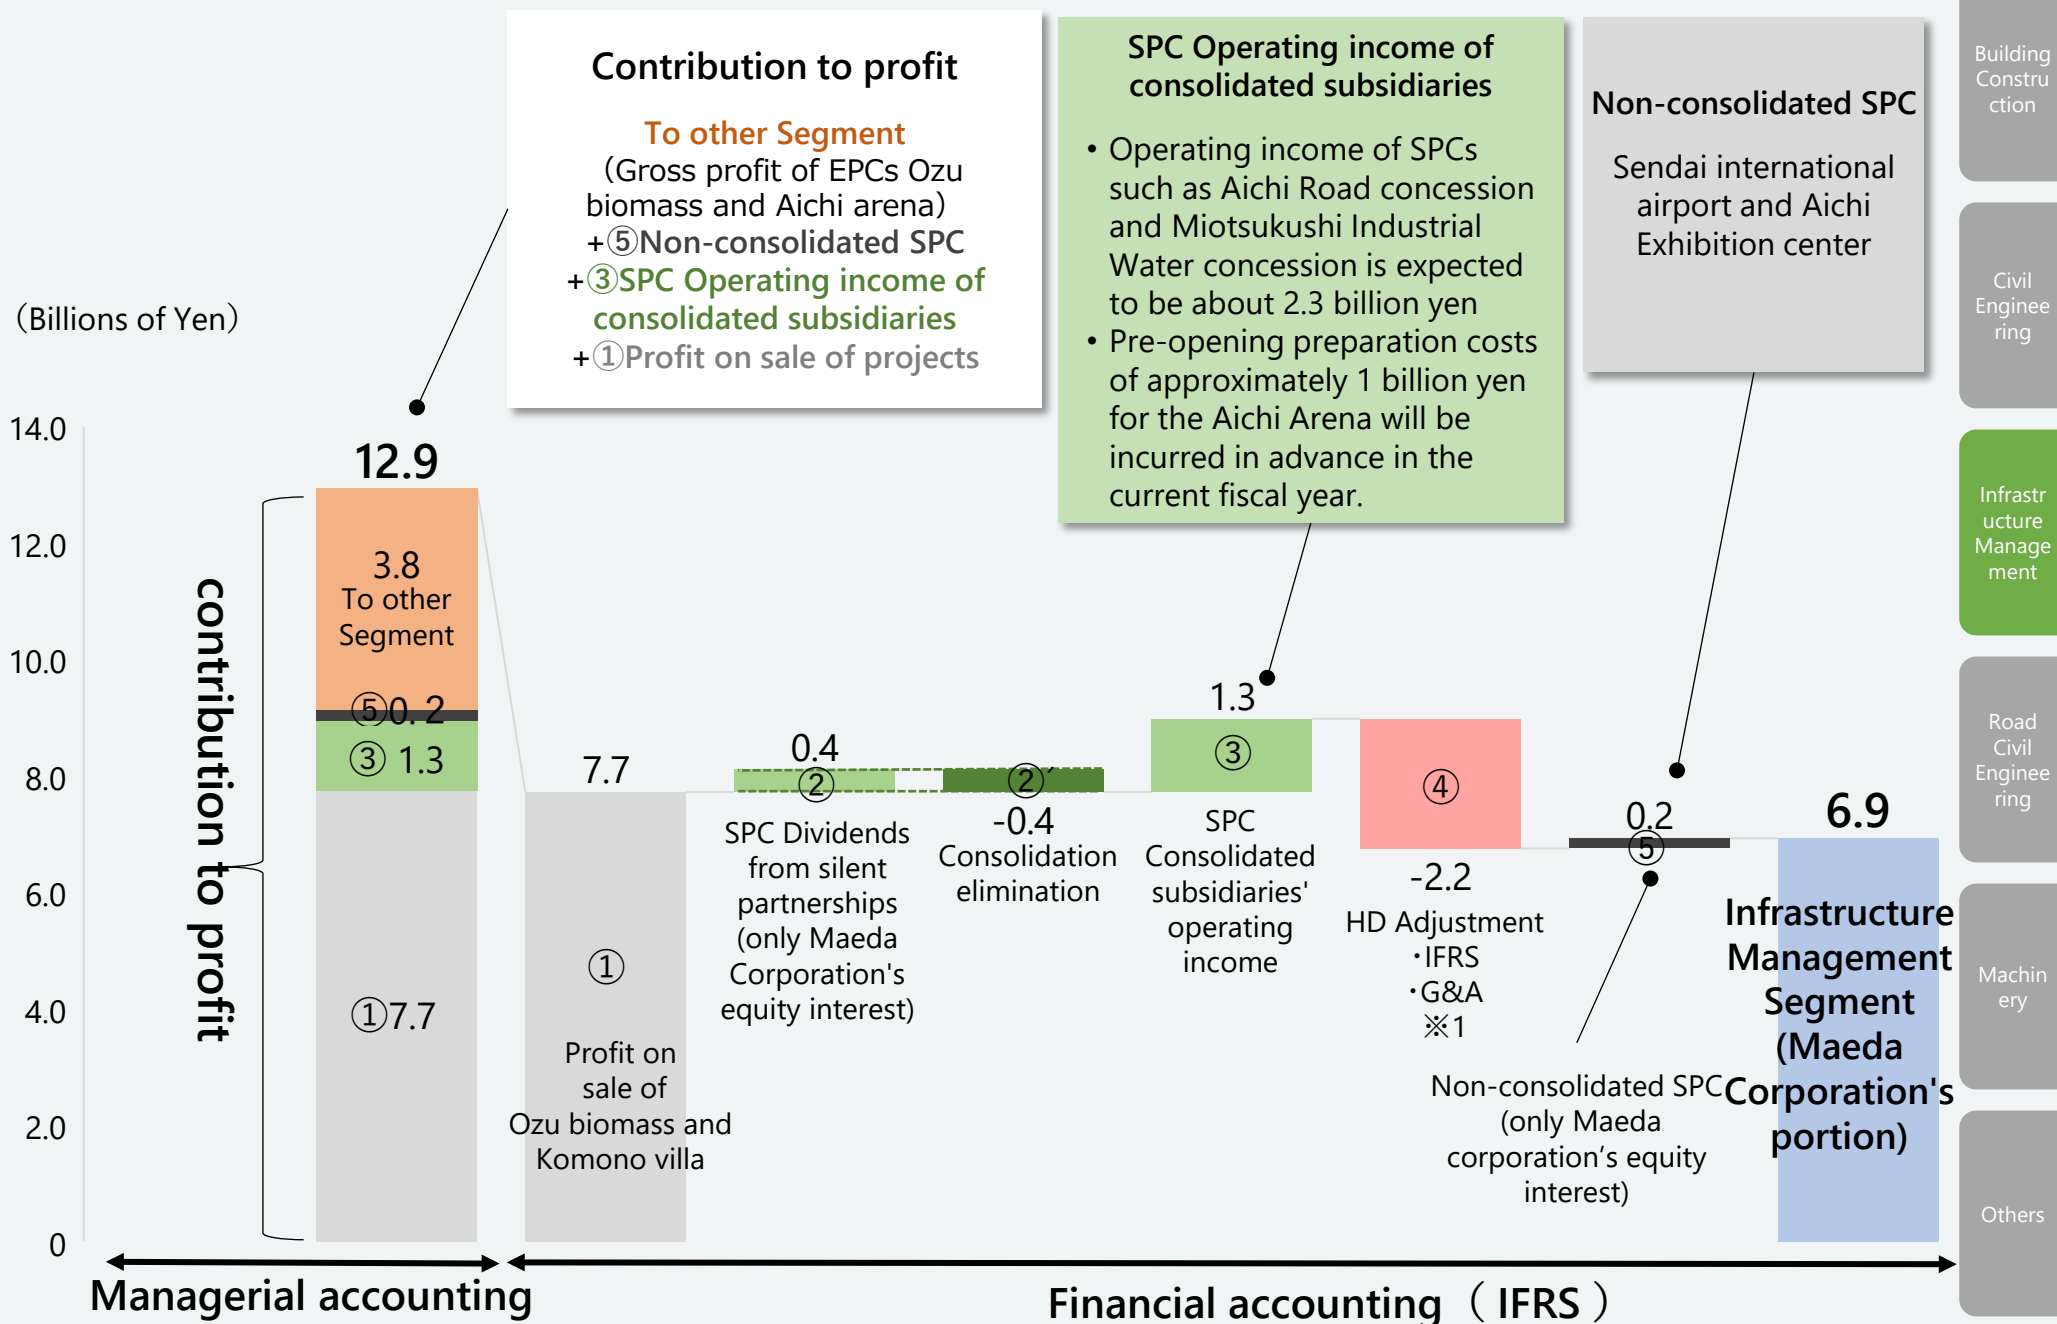 Contribution to profit
To other Segment
（Gross profit of EPCs Ozu
biomass and Aichi arena）
+⑤Non-consolidated SPC
+③SPC Operating income of
consolidated subsidiaries
+①Profit on sale of projects
SPC Operating income of
consolidated subsidiaries
• Operating income of SPCs
such as Aichi Road concession
and Miotsukushi Industrial
Water concession is expected
to be about 2.3 billion yen
• Pre-opening preparation costs
of approximately 1 billion yen
for the Aichi Arena will be
incurred in advance in the
current fiscal year.
Non-consolidated SPC
Sendai international
airport and Aichi
Exhibition center
（Billions of Yen）
14.0
12.0
10.0
8.0
6.0
4.0
2.0
0
contribution to profit
12.9
3.8
To other
Segment
⑤0.2
③ 1.3
①7.7
7.7
①
Profit on
sale of
Ozu biomass and
Komono villa
0.4
②
SPC Dividends
from silent
partnerships
(only Maeda
Corporation's
equity interest)
②´
-0.4
Consolidation
elimination
1.3
③
SPC
Consolidated
subsidiaries'
operating
income
④
-2.2
HD Adjustment
・IFRS
・G&A
※1
0.2
⑤
Non-consolidated SPC
(only Maeda
corporation’s equity
interest)
6.9
Infrastructure
Management
Segment
(Maeda
Corporation's
portion)
Managerial accounting
Financial accounting（ IFRS ）
Building
Constru
ction
Civil
Enginee
ring
Infrastr
ucture
Manage
ment
Road
Civil
Enginee
ring
Machin
ery
Others